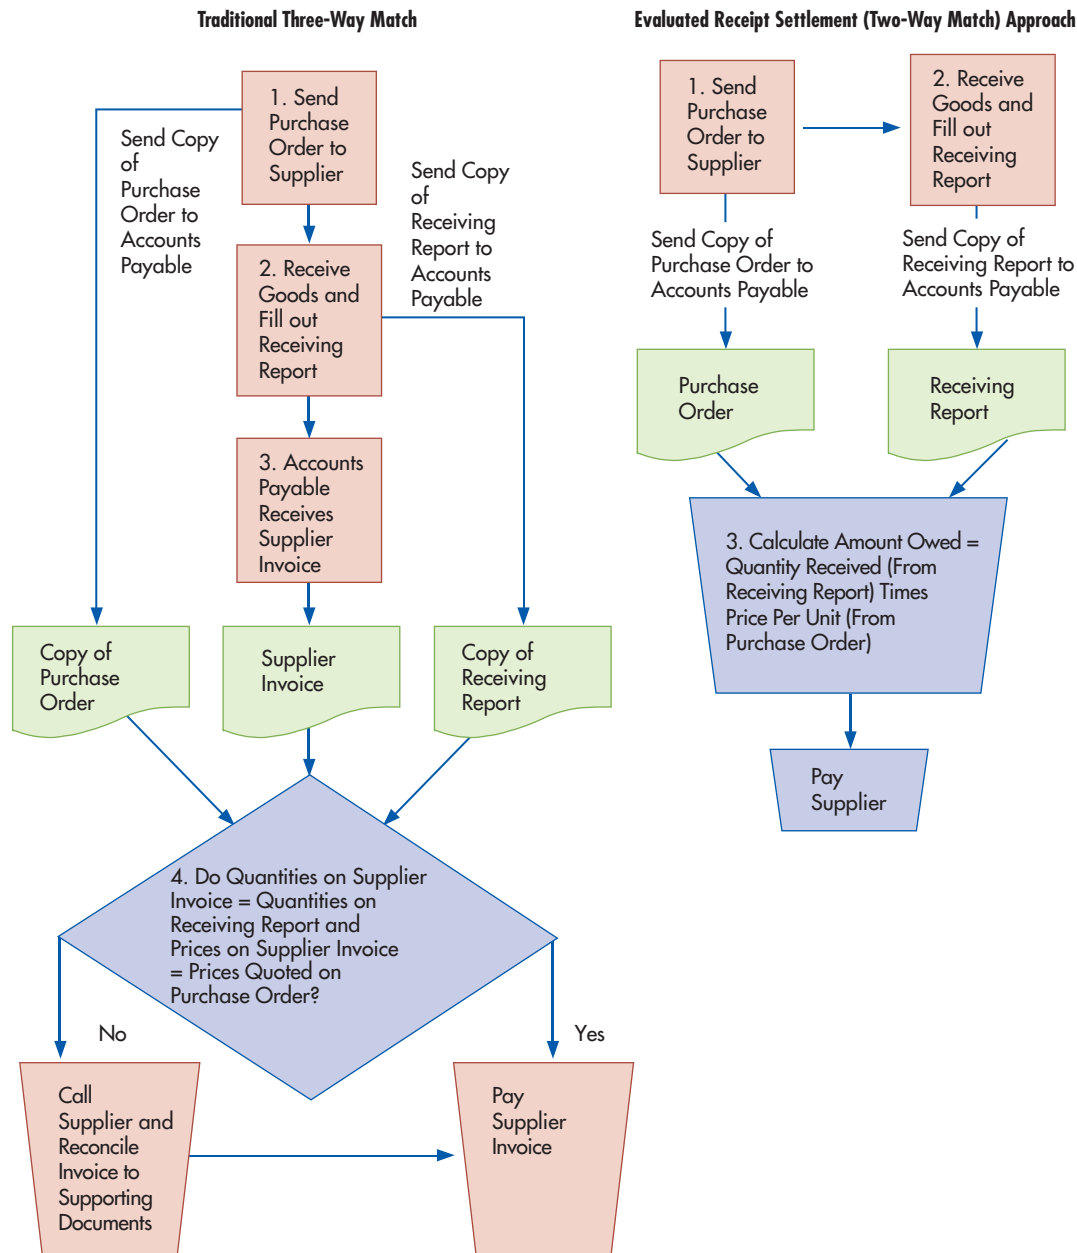 Traditional Three-Way Match
1. Send
Purchase
Order to
Supplier
Send Copy
of
Purchase
Order to
Accounts
Payable
Send Copy
of
Receiving
Report to
Accounts
Payable
2. Receive
Goods and
Fill out
Receiving
Report
3. Accounts
Payable
Receives
Supplier
Invoice
Copy of
Purchase
Order
Supplier
Invoice
Copy of
Receiving
Report
4. Do Quantities on Supplier
Invoice = Quantities on
Receiving Report and
Prices on Supplier Invoice
= Prices Quoted on
Purchase Order?
No
Yes
Call
Supplier and
Reconcile
Invoice to
Supporting
Documents
Pay
Supplier
Invoice
Evaluated Receipt Settlement (Two-Way Match) Approach
1. Send
Purchase
Order to
Supplier
2. Receive
Goods and
Fill out
Receiving
Report
Send Copy of
Purchase Order to
Accounts Payable
Send Copy of
Receiving Report to
Accounts Payable
Purchase
Order
Receiving
Report
3. Calculate Amount Owed =
Quantity Received (From
Receiving Report) Times
Price Per Unit (From
Purchase Order)
Pay
Supplier